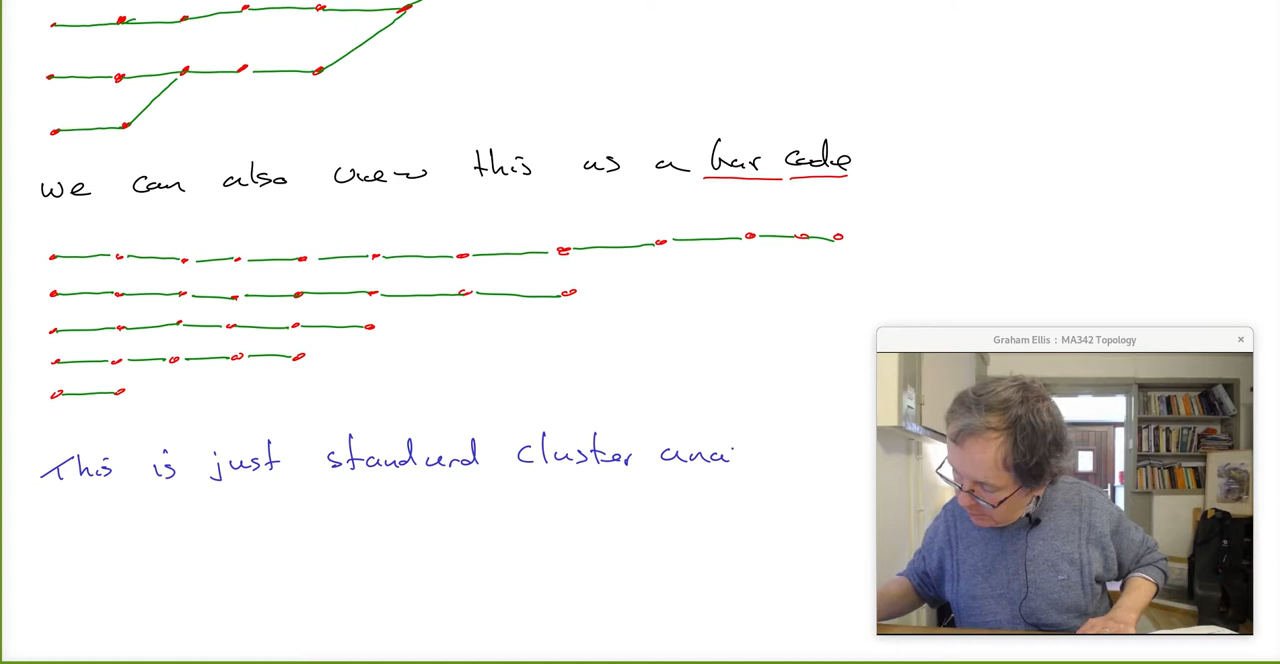 we can also view this as a bar code
Graham Ellis : MA342 Topology
This is just standard cluster ana